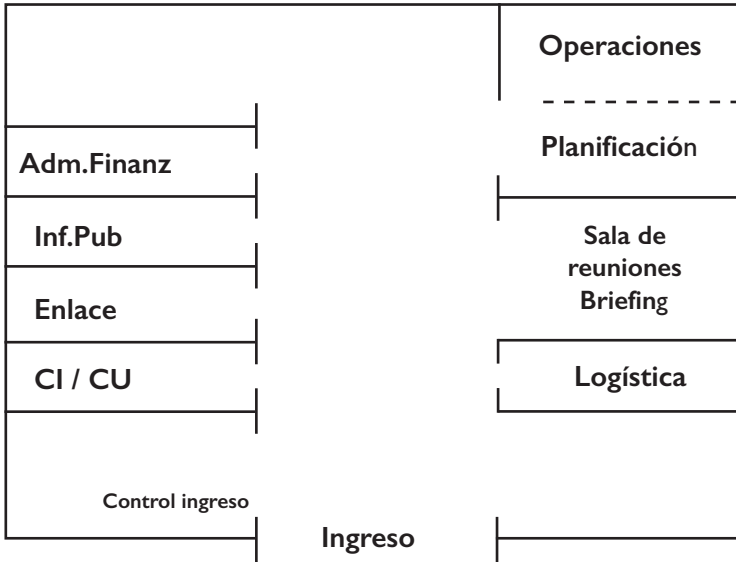 Operaciones
Planificación
Adm.Finanz
Inf.Pub
Enlace
CI / CU
Sala de
reuniones
Briefing
Logística
Control ingreso
Ingreso